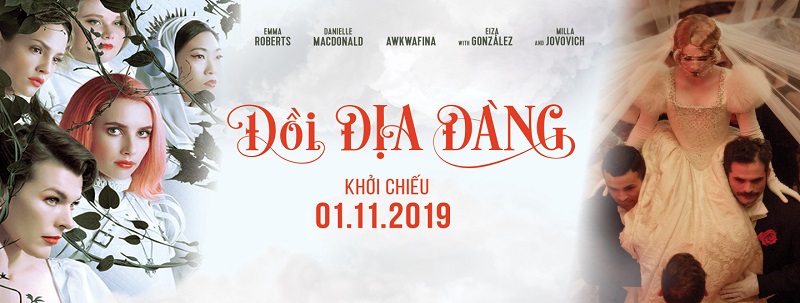 EMMA ROBERTS
DANIELLE MACDONALD
AWKWAFINA
WITH EIZA GONZÁLEZ
AND MILLA JOVOVICH
Đồi ĐỊA ĐÀNG
KHỞI CHIẾU
01.11.2019